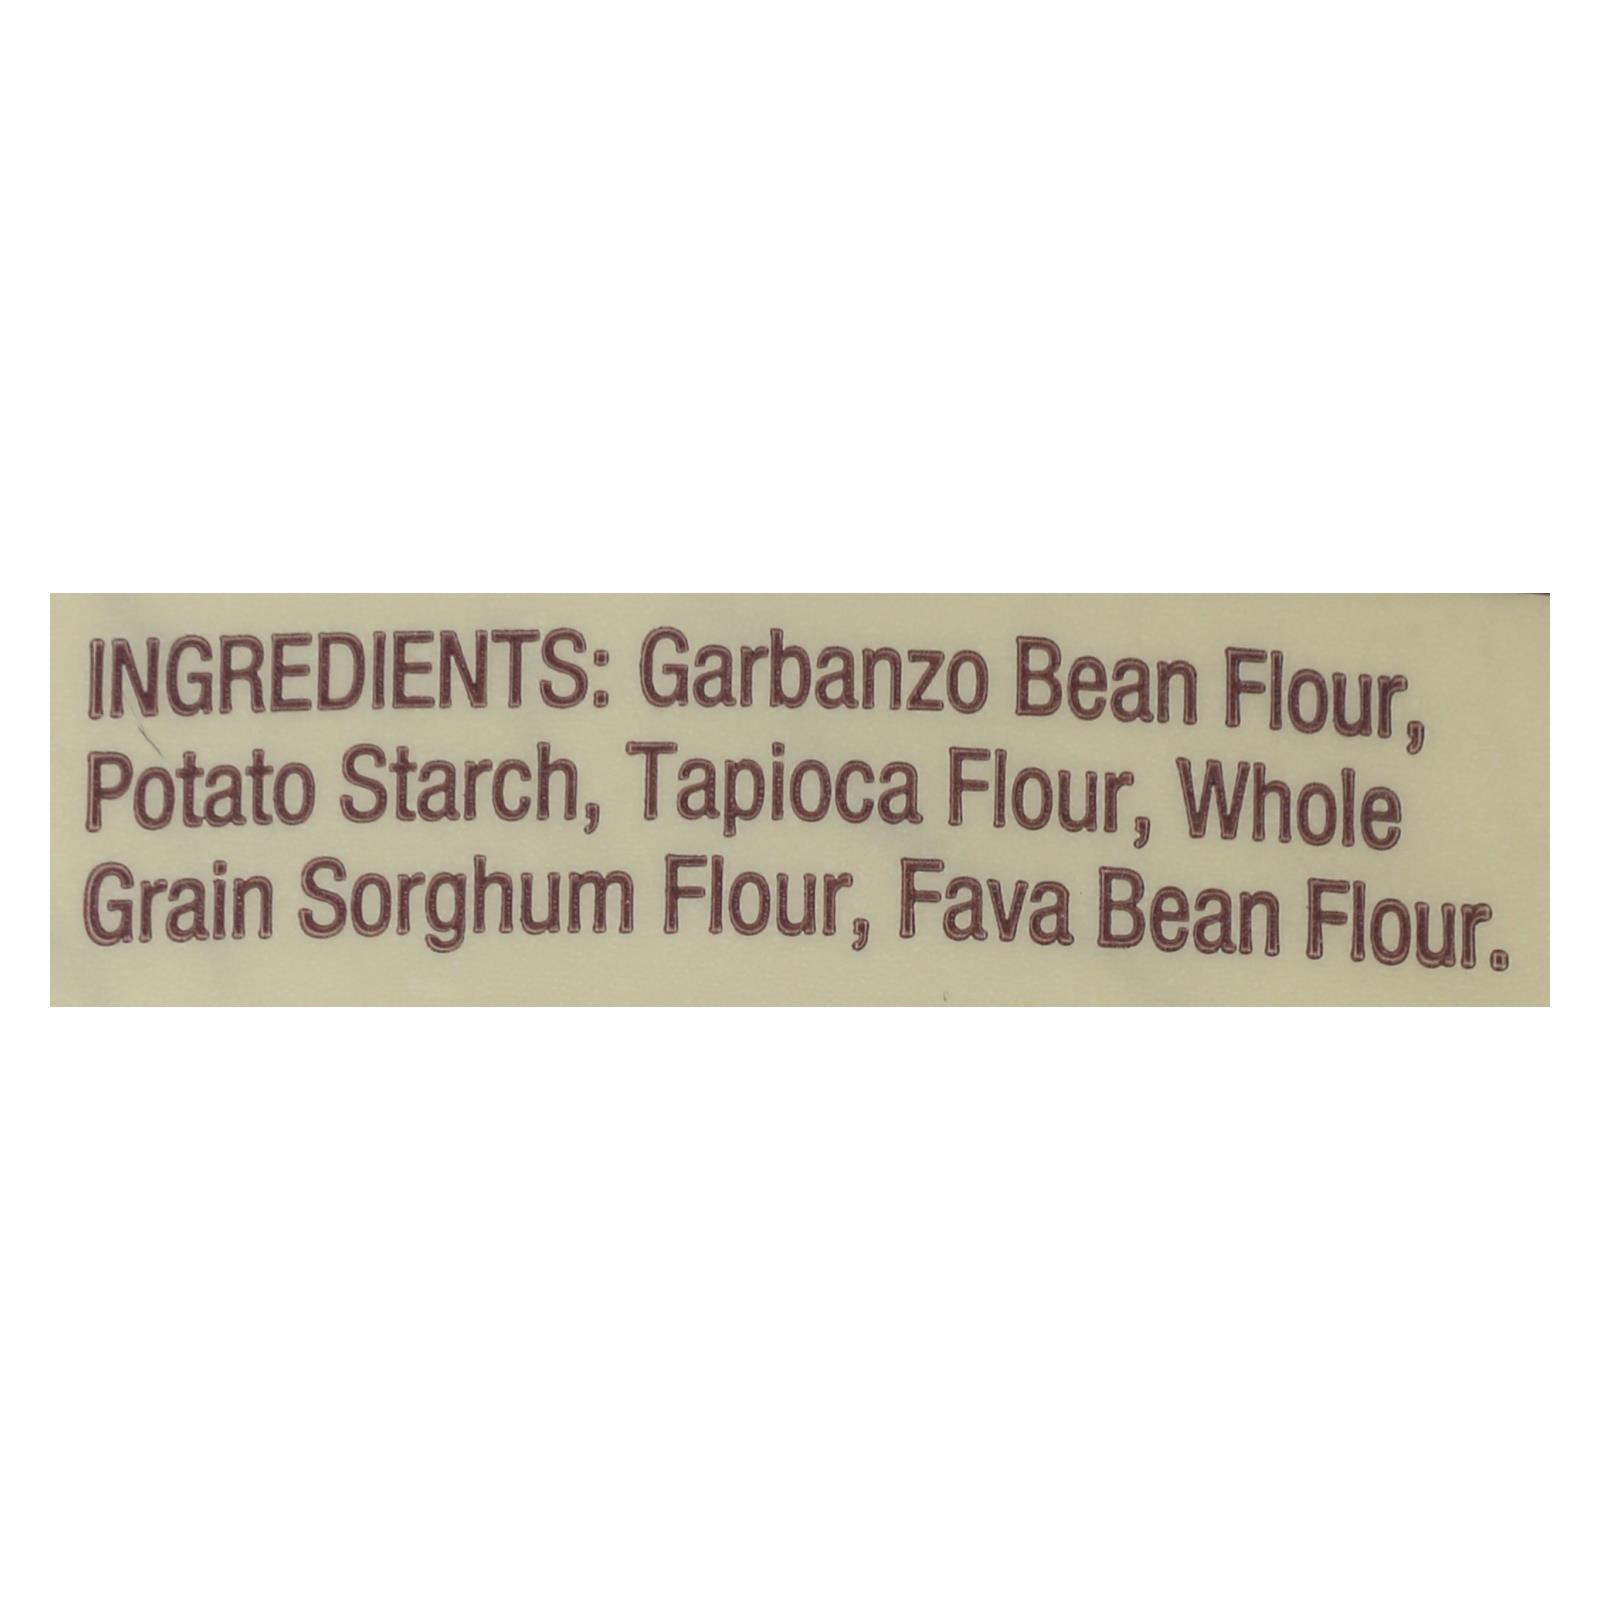 INGREDIENTS: Garbanzo Bean Flour,
Potato Starch, Tapioca Flour, Whole
Grain Sorghum Flour, Fava Bean Flour.